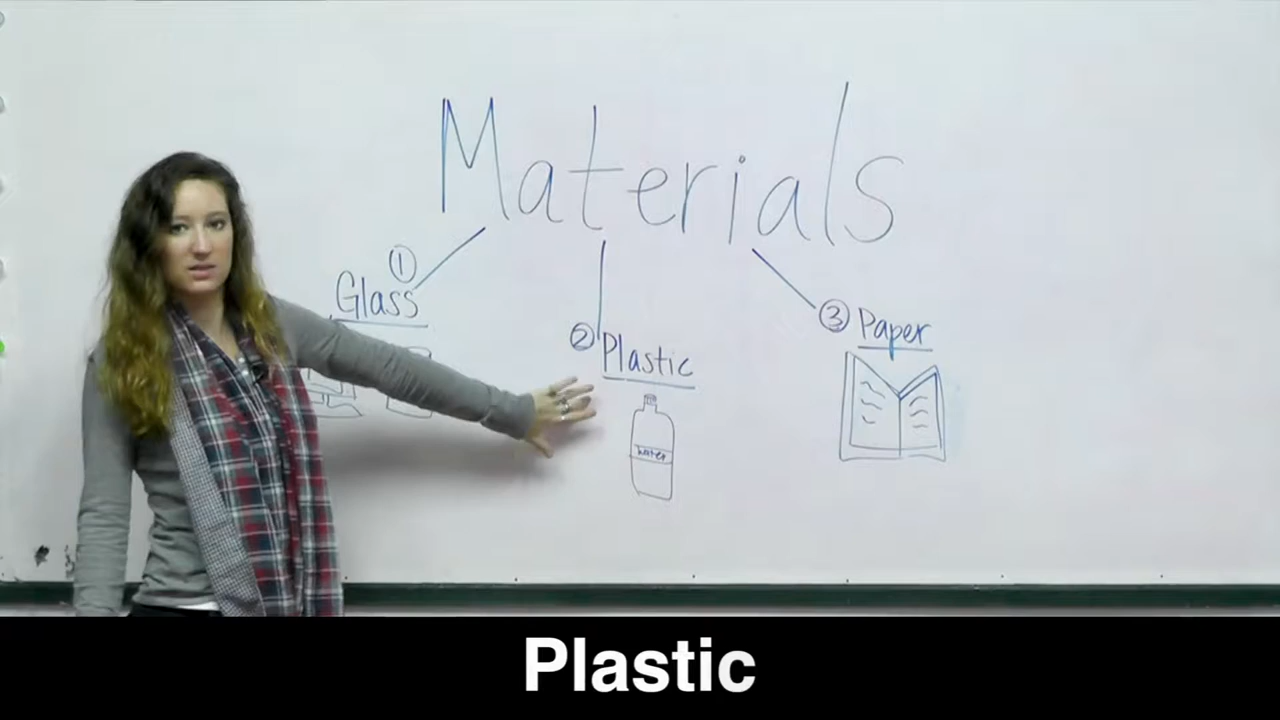 Materials
① Glass
② Plastic
③ Paper
water
Plastic